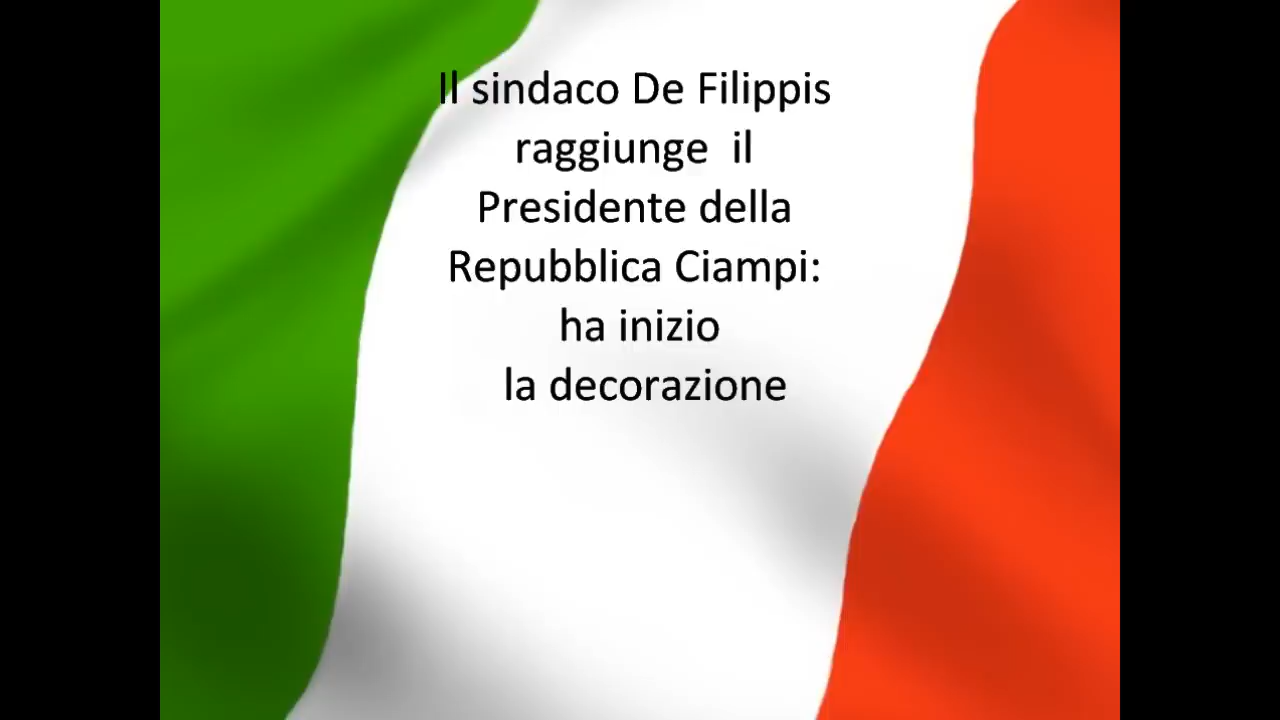 Il sindaco De Filippis
raggiunge  il
Presidente della
Repubblica Ciampi:
ha inizio
la decorazione